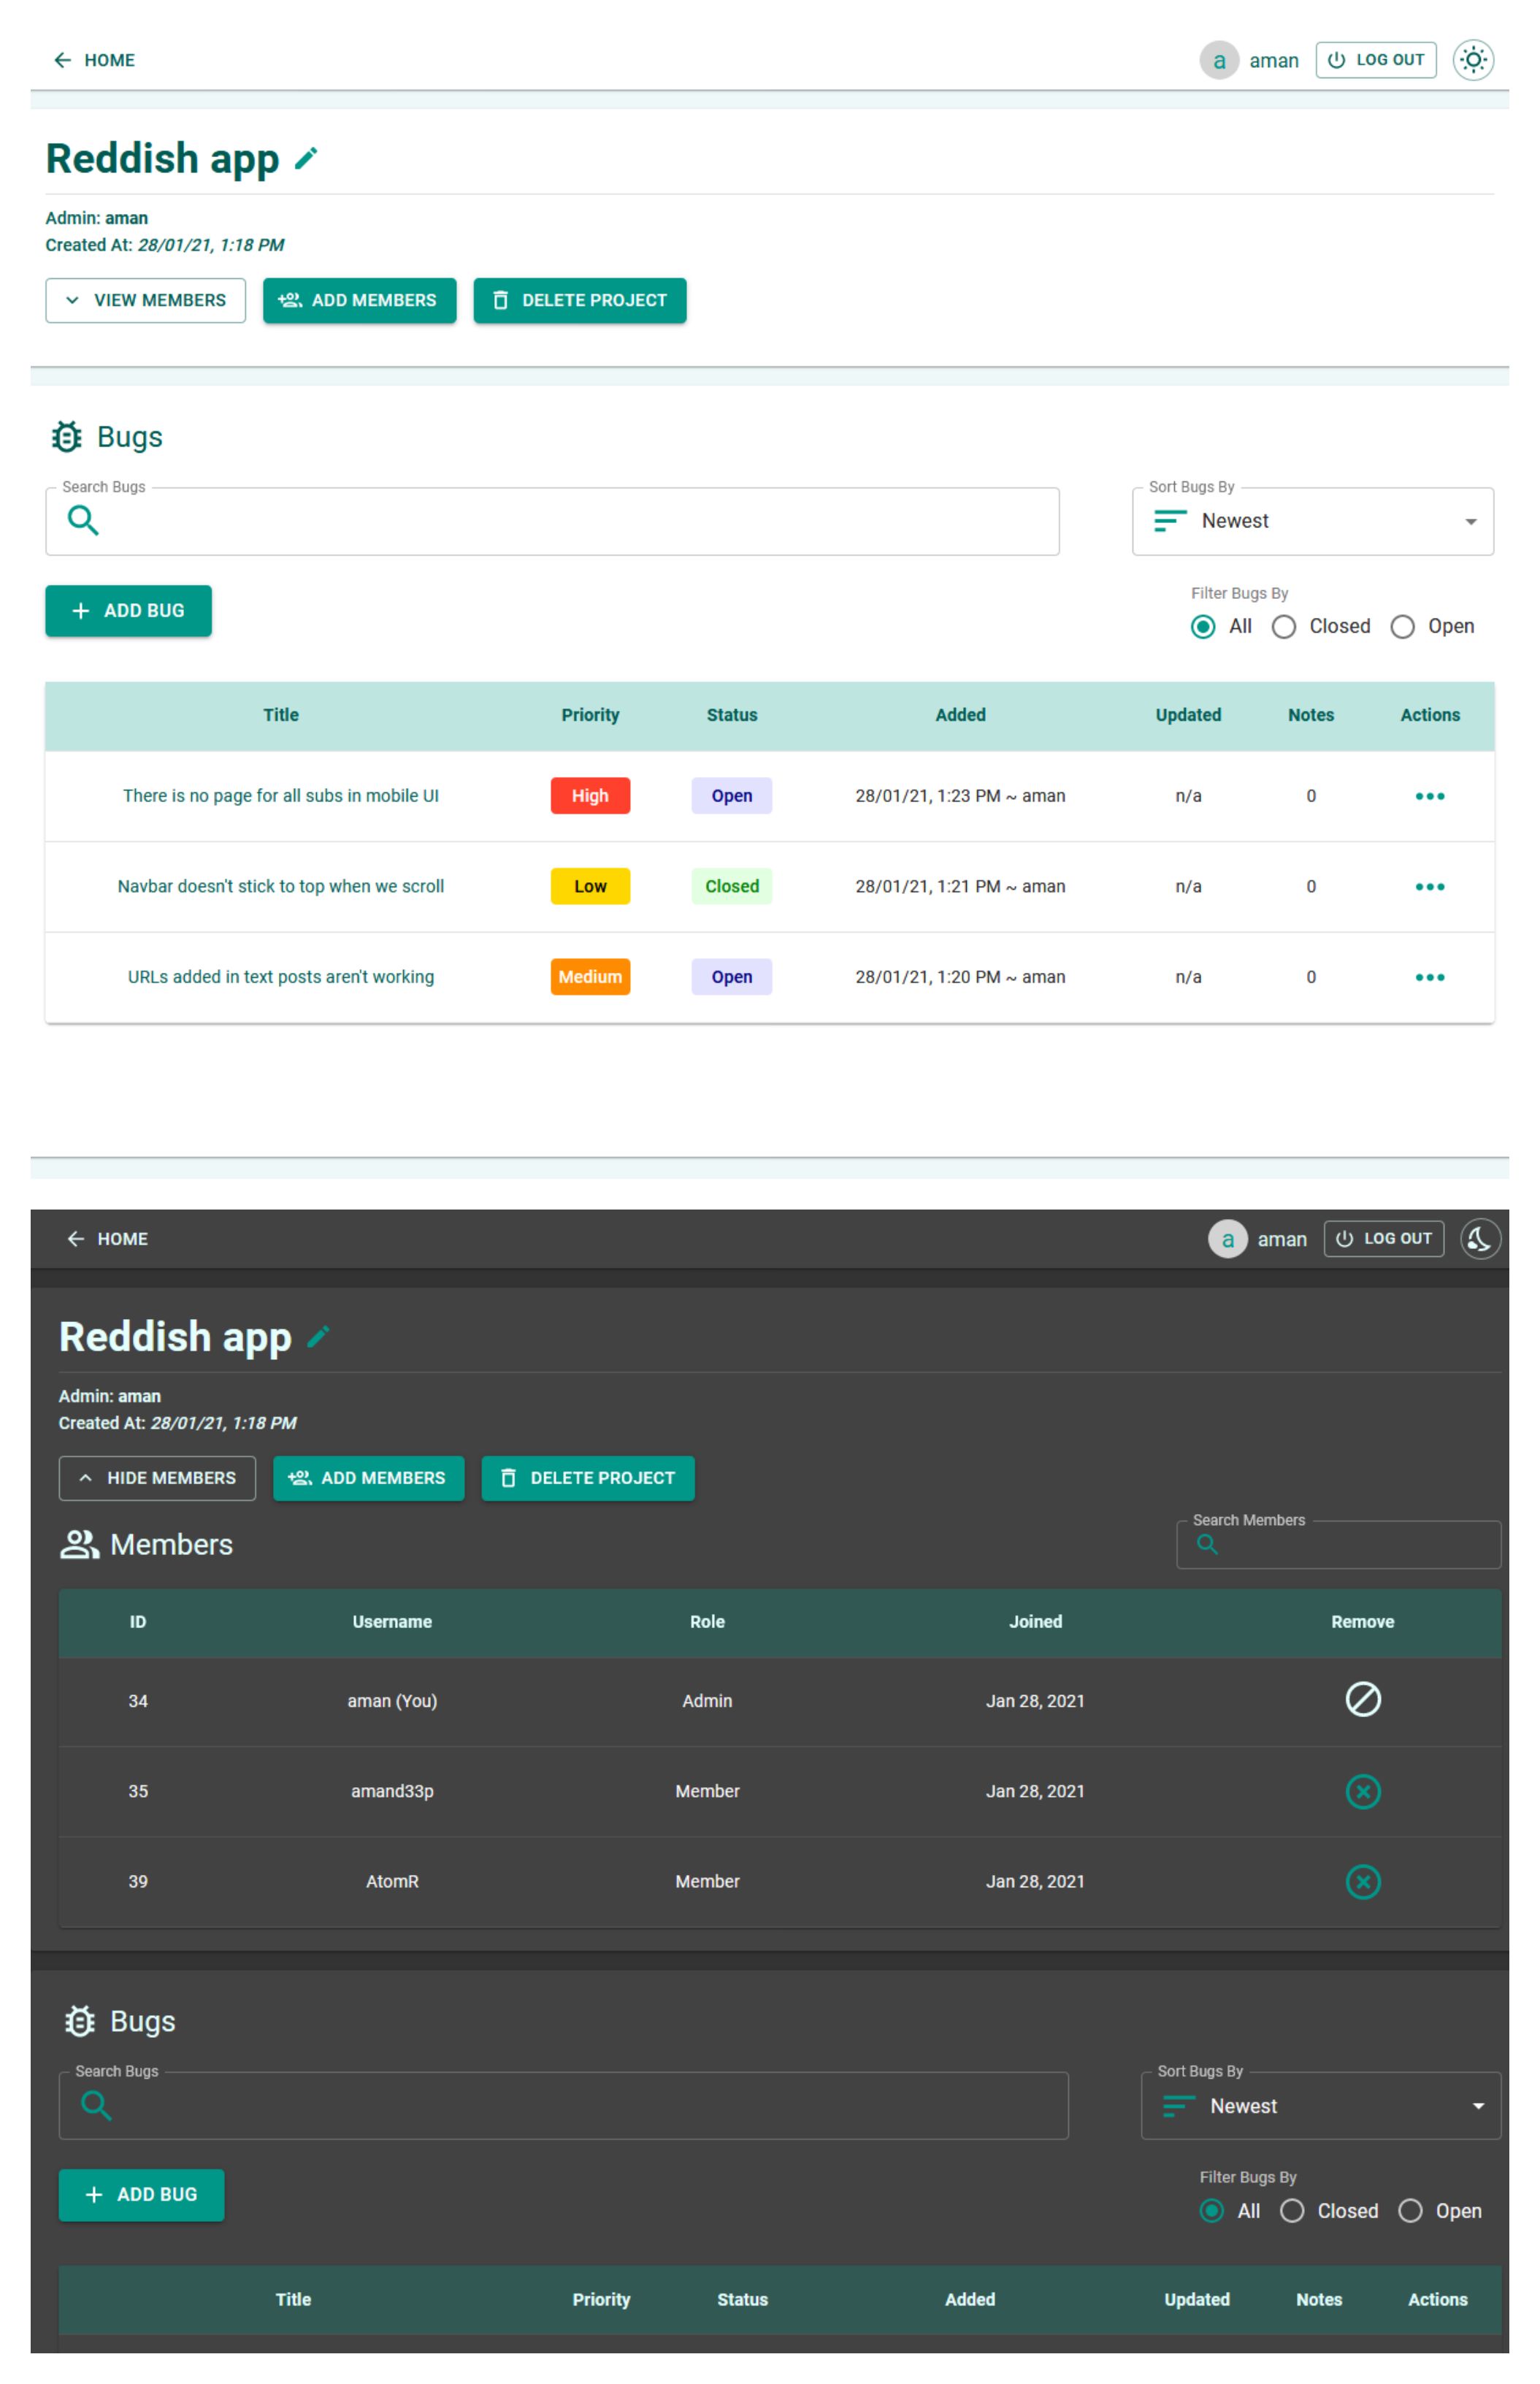 HOME a aman LOG OUT
Reddish app
Admin: aman
Created At: 28/01/21, 1:18 PM
VIEW MEMBERS ADD MEMBERS DELETE PROJECT
Bugs
Search Bugs Sort Bugs By
Newest
Filter Bugs By
ADD BUG All Closed Open
Title Priority Status Added Updated Notes Actions
There is no page for all subs in mobile UI High Open 28/01/21, 1:23 PM ~ aman n/a 0
Navbar doesn't stick to top when we scroll Low Closed 28/01/21, 1:21 PM ~ aman n/a 0
URLs added in text posts aren't working Medium Open 28/01/21, 1:20 PM ~ aman n/a 0
HOME a aman LOG OUT
Reddish app
Admin: aman
Created At: 28/01/21, 1:18 PM
HIDE MEMBERS ADD MEMBERS DELETE PROJECT
Search Members
Members
ID Username Role Joined Remove
34 aman (You) Admin Jan 28, 2021
35 amand33p Member Jan 28, 2021
39 AtomR Member Jan 28, 2021
Bugs
Search Bugs Sort Bugs By
Newest
Filter Bugs By
ADD BUG All Closed Open
Title Priority Status Added Updated Notes Actions